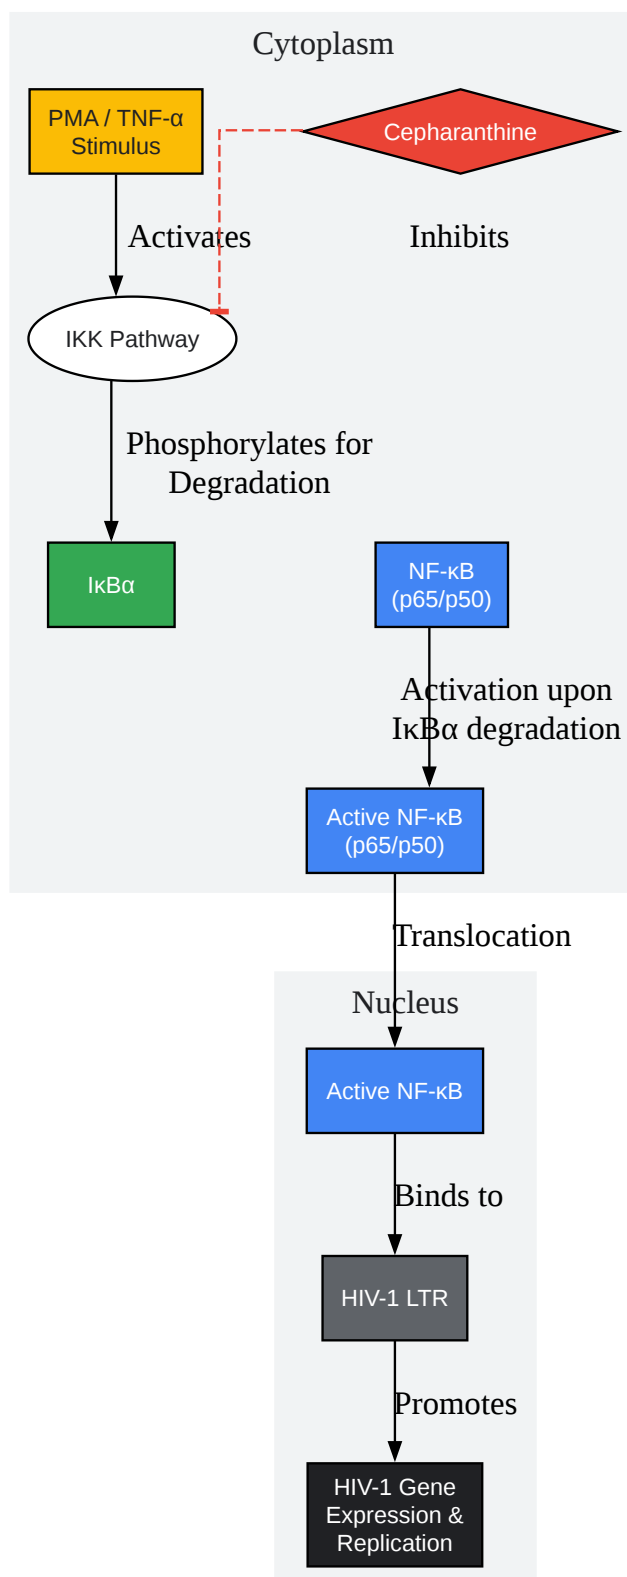 Cytoplasm
PMA / TNF-α
Stimulus
Cepharanthine
Activates
Inhibits
IKK Pathway
Phosphorylates for
Degradation
IκBα
NF-κB
(p65/p50)
Activation upon
IκBα degradation
Active NF-κB
(p65/p50)
Translocation
Nucleus
Active NF-κB
Binds to
HIV-1 LTR
Promotes
HIV-1 Gene
Expression &
Replication